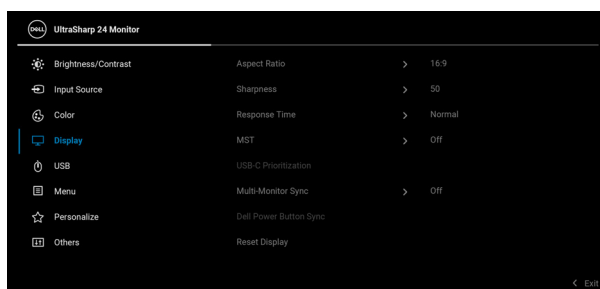 DELL UltraSharp 24 Monitor
Brightness/Contrast Aspect Ratio > 16:9
Input Source Sharpness > 50
Color Response Time > Normal
Display MST > Off
USB USB-C Prioritization
Menu Multi-Monitor Sync > Off
Personalize Dell Power Button Sync
Others Reset Display
< Exit